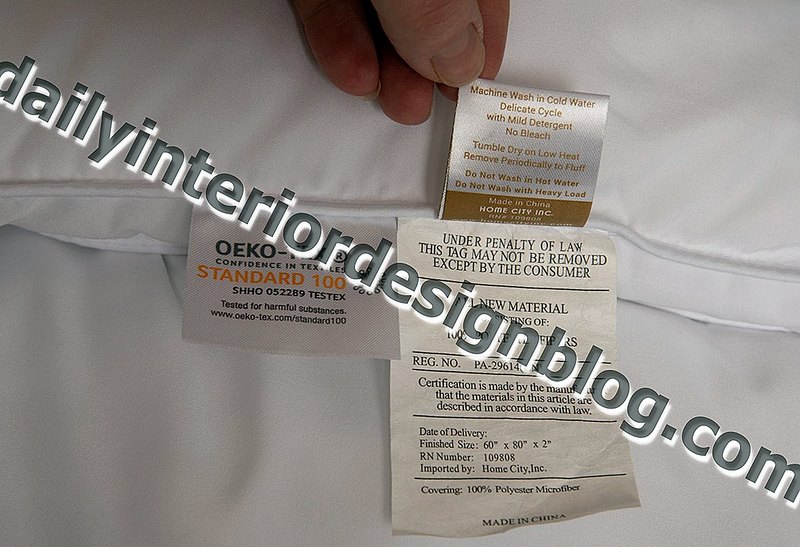 Machine Wash in Cold Water
Delicate Cycle
with Mild Detergent
No Bleach
Tumble Dry on Low Heat
Remove Periodically to Fluff
Do Not Wash in Hot Water
Do Not Wash with Heavy Load
Made in China
HOME CITY INC.
RN# 109808
dailyinteriordesignblog.com
OEKO-
CONFIDENCE IN TEXTILES
STANDARD 100
SHHO 052289 TESTEX
Tested for harmful substances.
www.oeko-tex.com/standard100
UNDER PENALTY OF LAW
THIS TAG MAY NOT BE REMOVED
EXCEPT BY THE CONSUMER
ALL NEW MATERIAL
OF:
REG. NO.
Certification is made by the
that the materials in this article are
described in accordance with law.
Date of Delivery:
Finished Size: 60" x 80" x 2"
RN Number: 109808
Imported by: Home City,Inc.
Covering: 100% Polyester Microfiber
MADE IN CHINA